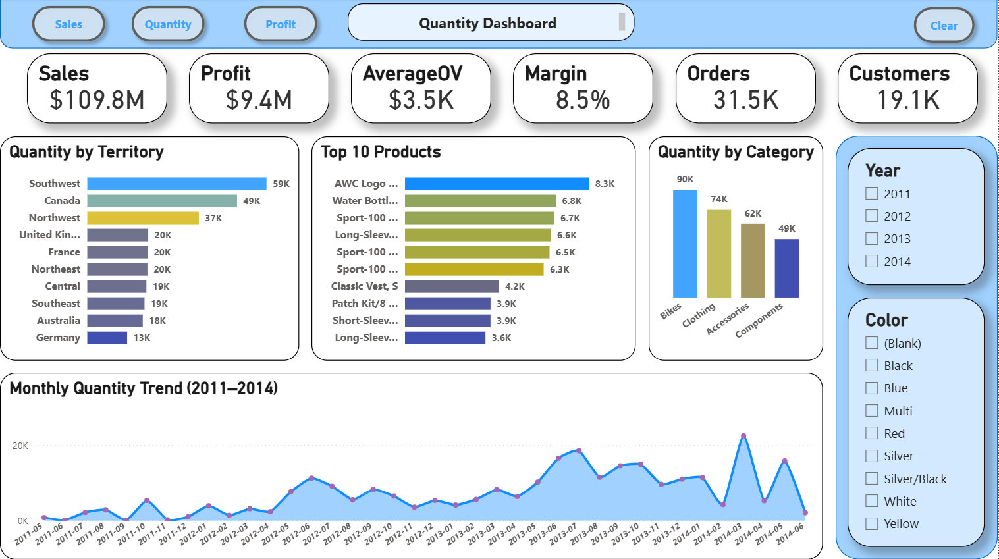 Sales
Quantity
Profit
Quantity Dashboard
Clear
Sales
$109.8M
Profit
$9.4M
AverageOV
$3.5K
Margin
8.5%
Orders
31.5K
Customers
19.1K
Quantity by Territory
Southwest 59K
Canada 49K
Northwest 37K
United Kin... 20K
France 20K
Northeast 20K
Central 19K
Southeast 19K
Australia 18K
Germany 13K
Top 10 Products
AWC Logo ... 8.3K
Water Bottl... 6.8K
Sport-100 ... 6.7K
Long-Sleev... 6.6K
Sport-100 ... 6.5K
Sport-100 ... 6.3K
Classic Vest, S 4.2K
Patch Kit/8 ... 3.9K
Short-Sleev... 3.9K
Long-Sleev... 3.6K
Quantity by Category
90K
74K
62K
49K
Bikes
Clothing
Accessories
Components
Year
2011
2012
2013
2014
Color
(Blank)
Black
Blue
Multi
Red
Silver
Silver/Black
White
Yellow
Monthly Quantity Trend (2011–2014)
20K
0K
2011-05
2011-06
2011-07
2011-08
2011-09
2011-10
2011-11
2011-12
2012-01
2012-02
2012-03
2012-04
2012-05
2012-06
2012-07
2012-08
2012-09
2012-10
2012-11
2012-12
2013-01
2013-02
2013-03
2013-4
2013-05
2013-06
2013-07
2013-08
2013-09
2013-10
2013-11
2013-12
2014-01
2014-02
2014-03
2014-4
2014-05
2014-06